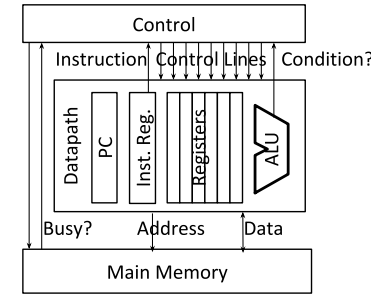 Control
Instruction Control Lines Condition?
Datapath
PC
Inst. Reg.
Registers
ALU
Busy? Address Data
Main Memory